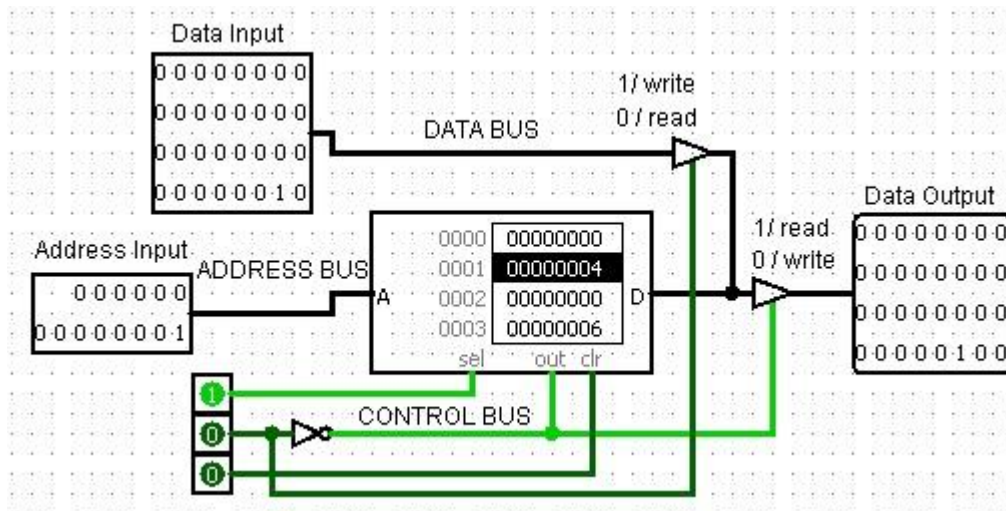 Data Input
0 0 0 0 0 0 0 0
0 0 0 0 0 0 0 0
0 0 0 0 0 0 0 0
0 0 0 0 0 0 1 0
1/ write
0 / read
DATA BUS
Data Output
0 0 0 0 0 0 0 0
0 0 0 0 0 0 0 0
0 0 0 0 0 0 0 0
0 0 0 0 0 1 0 0
1/ read
0 / write
Address Input
0 0 0 0 0 0
0 0 0 0 0 0 0 1
ADDRESS BUS
A
0000 00000000
0001 00000004
0002 00000000
0003 00000006
D
sel out clr
1
CONTROL BUS
0
0